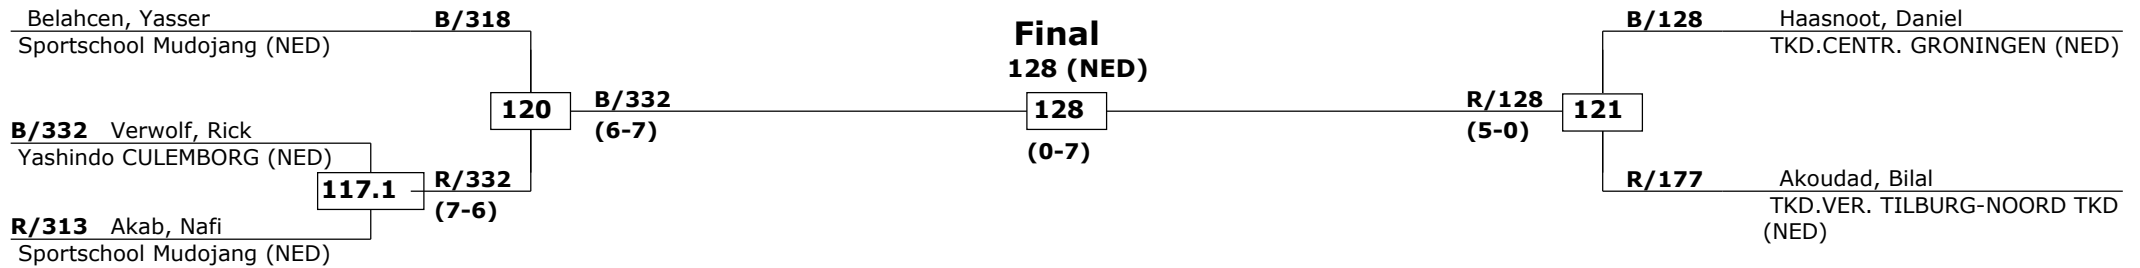 Belahcen, Yasser
B/318
Sportschool Mudojang (NED)
120
B/332 Verwolf, Rick
Yashindo CULEMBORG (NED)
117.1
R/332
(7-6)
R/313 Akab, Nafi
Sportschool Mudojang (NED)
B/332
(6-7)
Final
128 (NED)
128
(0-7)
R/128
(5-0)
121
B/128
Haasnoot, Daniel
TKD.CENTR. GRONINGEN (NED)
R/177
Akoudad, Bilal
TKD.VER. TILBURG-NOORD TKD
(NED)